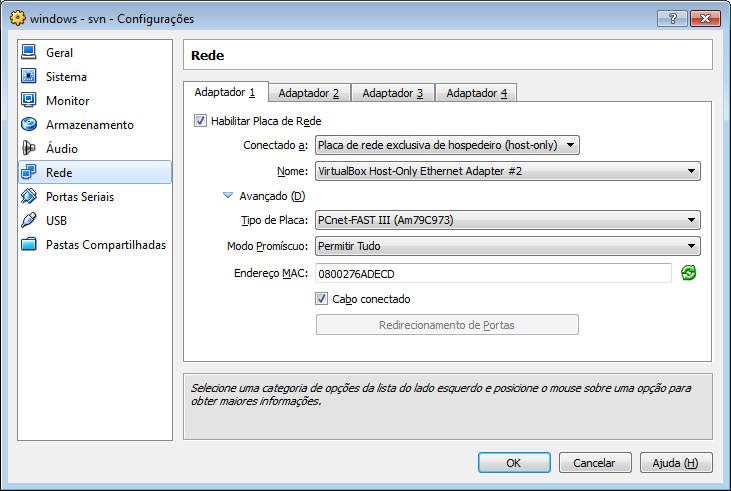 windows - svn - Configurações
Geral
Sistema
Monitor
Armazenamento
Áudio
Rede
Portas Seriais
USB
Pastas Compartilhadas
Rede
Adaptador 1
Adaptador 2
Adaptador 3
Adaptador 4
Habilitar Placa de Rede
Conectado a: Placa de rede exclusiva de hospedeiro (host-only)
Nome: VirtualBox Host-Only Ethernet Adapter #2
Avançado (D)
Tipo de Placa: PCnet-FAST III (Am79C973)
Modo Promíscuo: Permitir Tudo
Endereço MAC: 0800276ADECD
Cabo conectado
Redirecionamento de Portas
Selecione uma categoria de opções da lista do lado esquerdo e posicione o mouse sobre uma opção para
obter maiores informações.
OK
Cancelar
Ajuda (H)